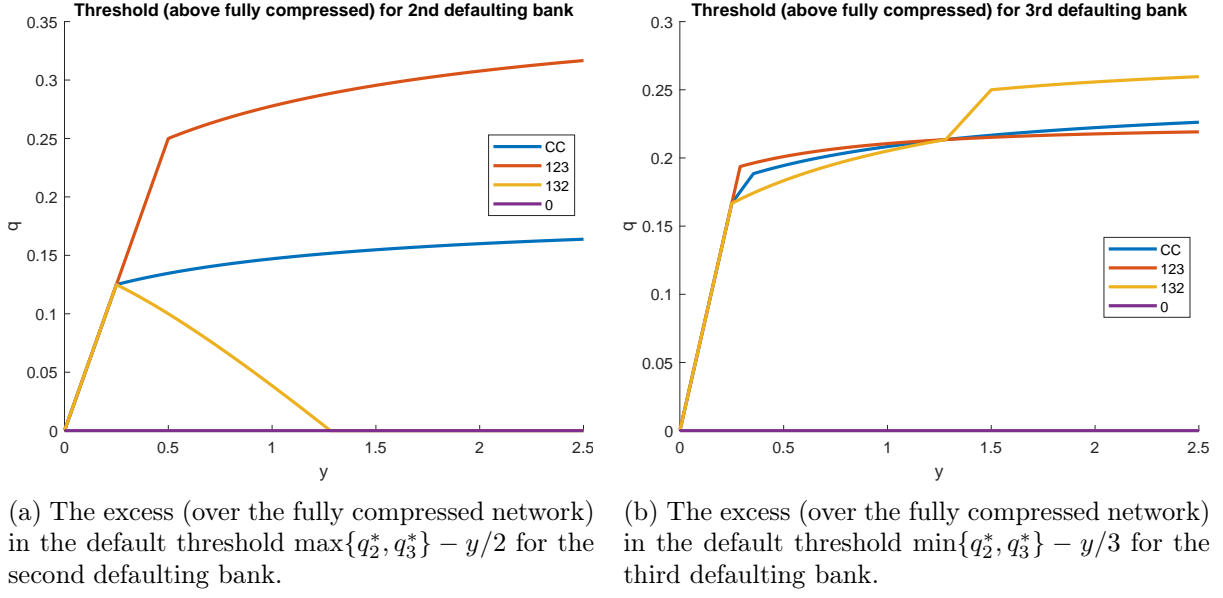 Threshold (above fully compressed) for 2nd defaulting bank
0.35
0.3
0.25
0.2
0.15
0.1
0.05
0
q
0 0.5 1 1.5 2 2.5
y
CC
123
132
0
(a) The excess (over the fully compressed network)
in the default threshold max{q₂*, q₃*} − y/2 for the
second defaulting bank.
Threshold (above fully compressed) for 3rd defaulting bank
0.3
0.25
0.2
0.15
0.1
0.05
0
q
0 0.5 1 1.5 2 2.5
y
CC
123
132
0
(b) The excess (over the fully compressed network)
in the default threshold min{q₂*, q₃*} − y/3 for the
third defaulting bank.